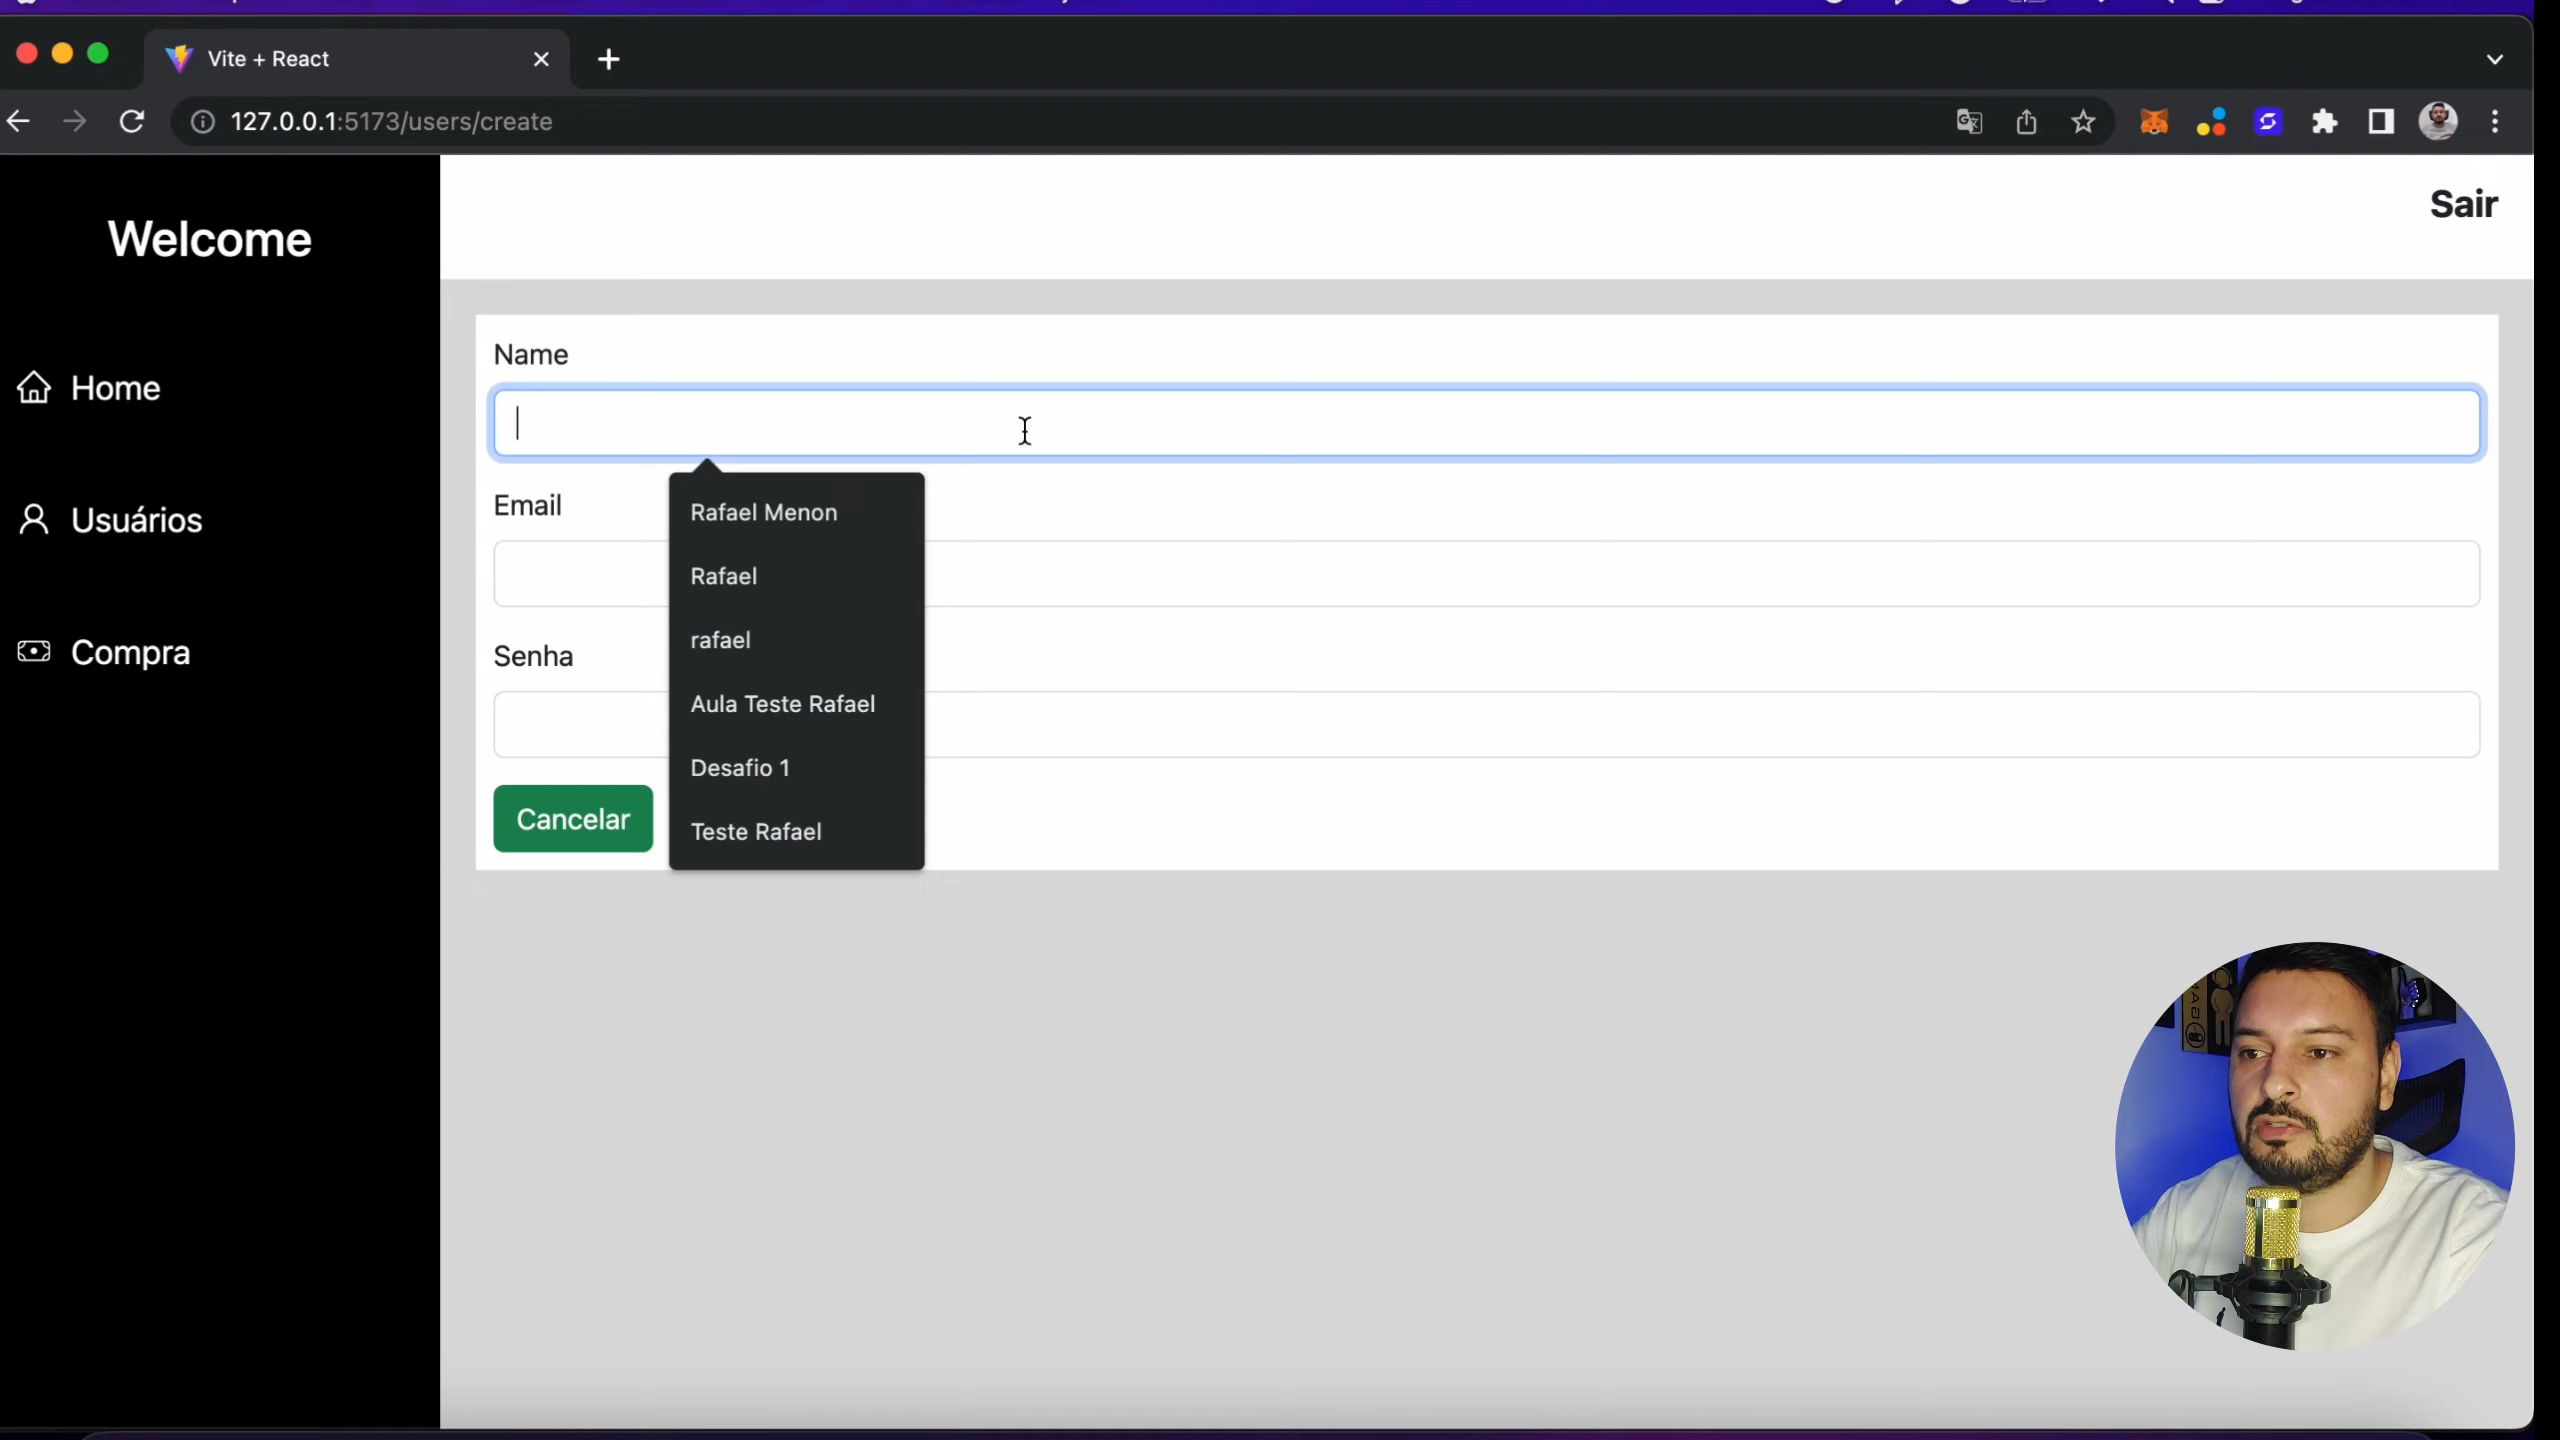 Vite + React
127.0.0.1:5173/users/create
Welcome
Sair
Home
Usuários
Compra
Name
Email
Senha
Cancelar
Rafael Menon
Rafael
rafael
Aula Teste Rafael
Desafio 1
Teste Rafael